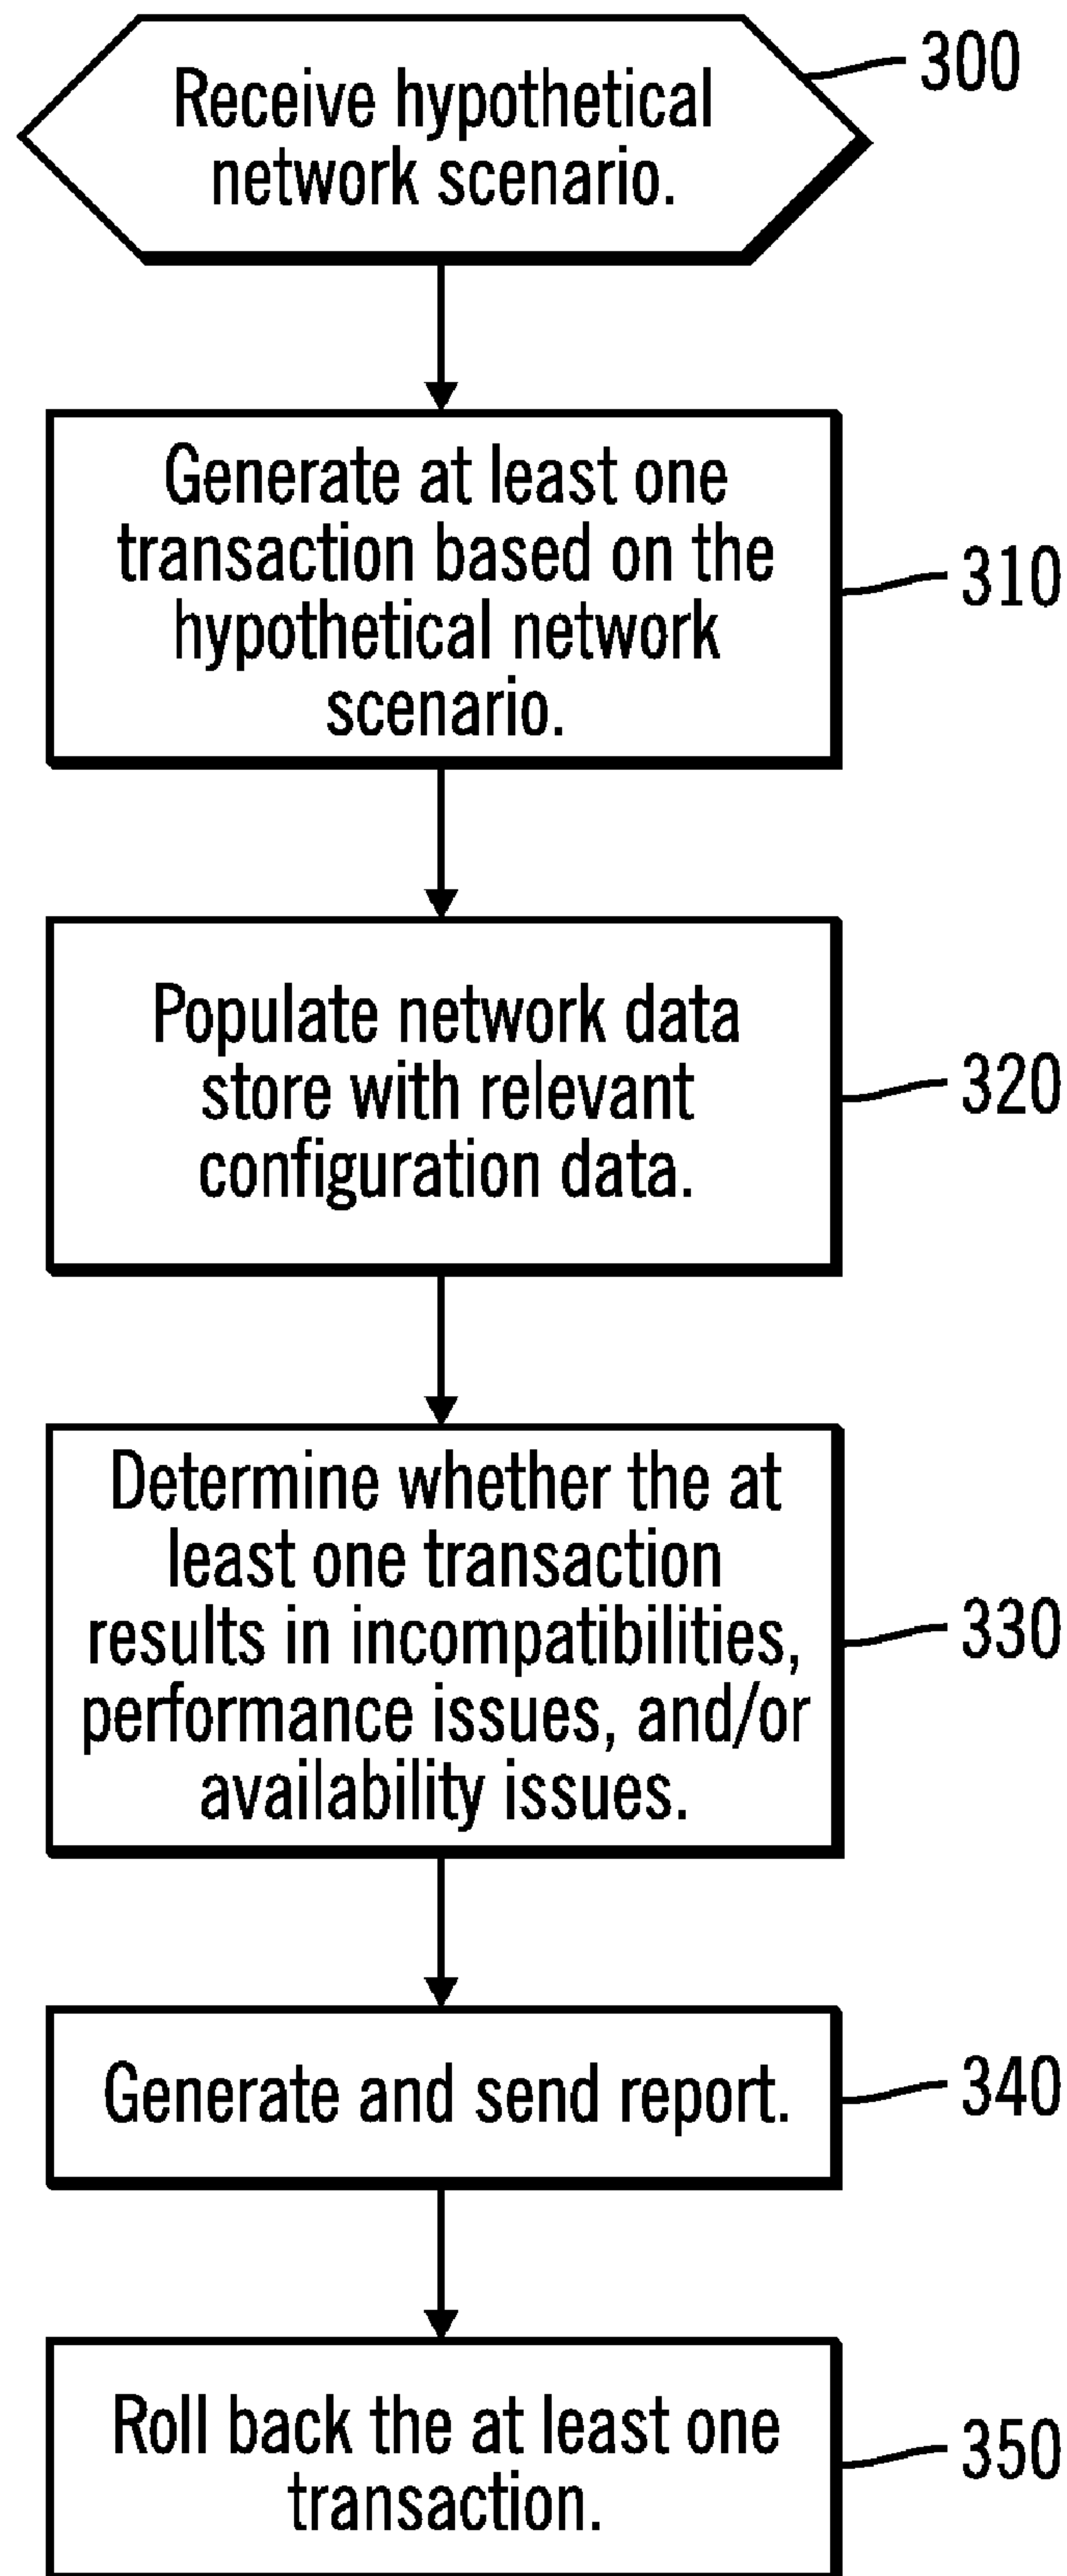 Receive hypothetical
network scenario.
300
Generate at least one
transaction based on the
hypothetical network
scenario.
310
Populate network data
store with relevant
configuration data.
320
Determine whether the at
least one transaction
results in incompatibilities,
performance issues, and/or
availability issues.
330
Generate and send report.
340
Roll back the at least one
transaction.
350